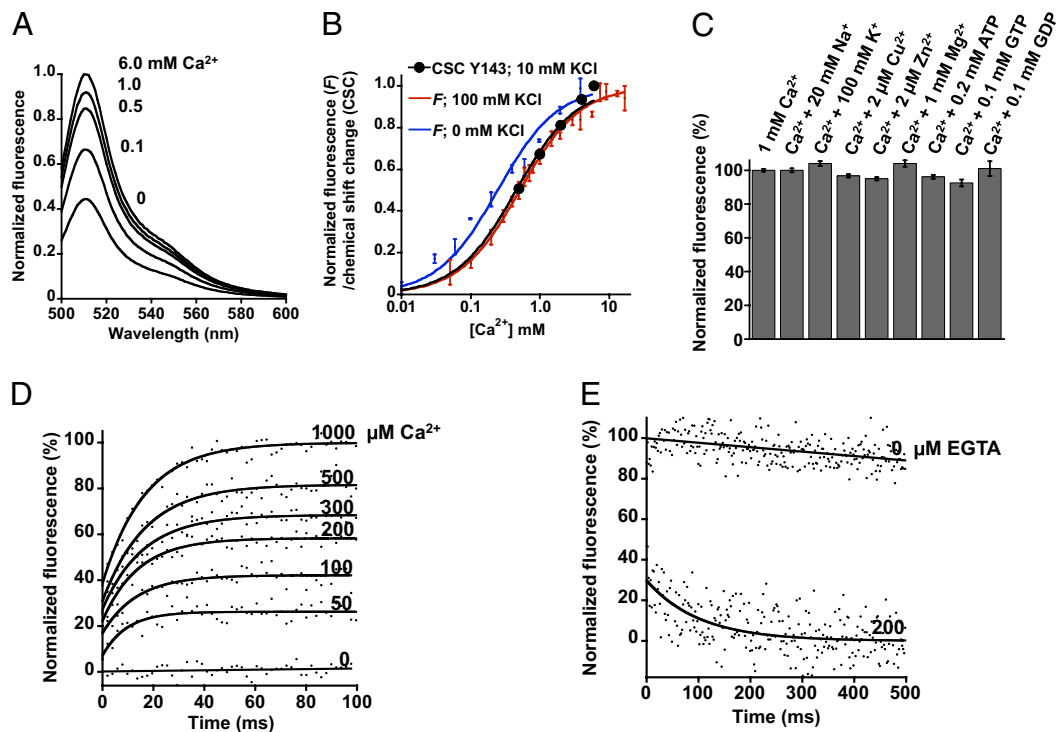 A
6.0 mM Ca²⁺
1.0
0.5
0.1
0
1.0
0.8
0.6
0.4
0.2
0
Normalized fluorescence
500
520
540
560
580
600
Wavelength (nm)
B
CSC Y143; 10 mM KCl
F; 100 mM KCl
F; 0 mM KCl
1.0
0.8
0.6
0.4
0.2
0.0
Normalized fluorescence (F)
/chemical shift change (CSC)
0.01
0.1
1.0
10
[Ca²⁺] mM
C
1 mM Ca²⁺
Ca²⁺ + 20 mM Na⁺
Ca²⁺ + 100 mM K⁺
Ca²⁺ + 2 µM Cu²⁺
Ca²⁺ + 2 µM Zn²⁺
Ca²⁺ + 1 mM Mg²⁺
Ca²⁺ + 0.2 mM ATP
Ca²⁺ + 0.1 mM GTP
Ca²⁺ + 0.1 mM GDP
100
80
60
40
20
0
Normalized fluorescence (%)
D
1000 µM Ca²⁺
500
300
200
100
50
0
100
80
60
40
20
0
Normalized fluorescence (%)
0
20
40
60
80
100
Time (ms)
E
0 µM EGTA
200
100
80
60
40
20
0
Normalized fluorescence (%)
0
100
200
300
400
500
Time (ms)